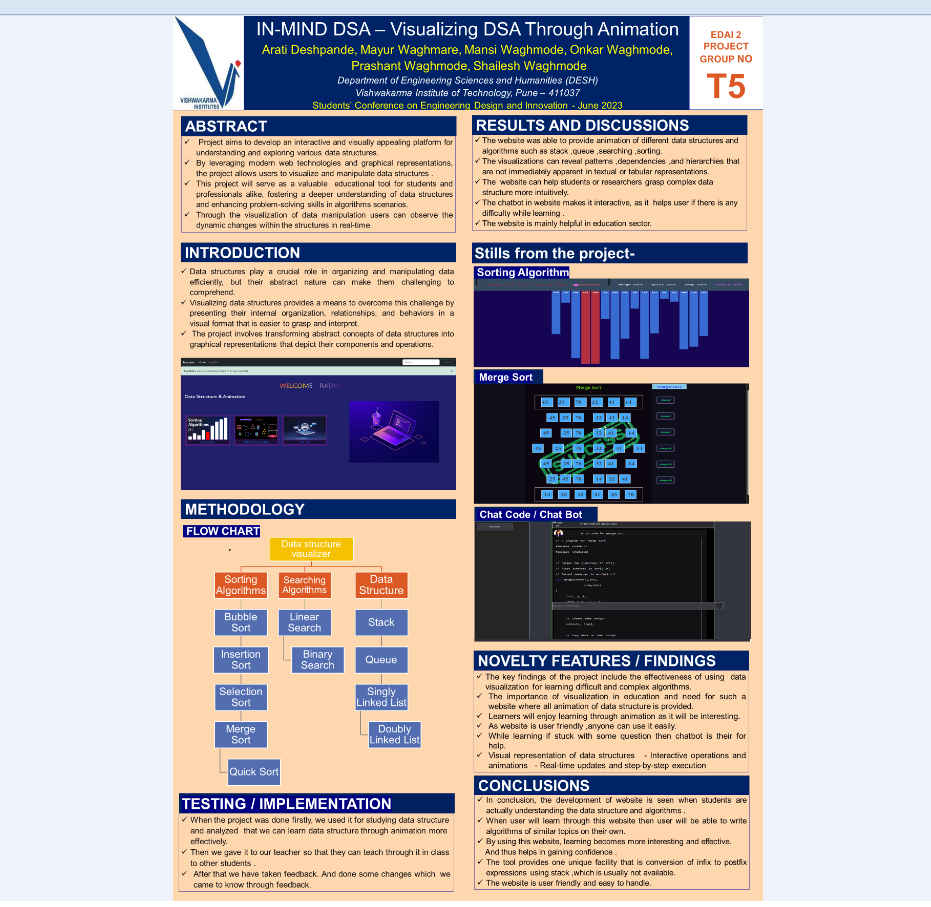 VISHWAKARMA
INSTITUTES
IN-MIND DSA – Visualizing DSA Through Animation
Arati Deshpande, Mayur Waghmare, Mansi Waghmode, Onkar Waghmode,
Prashant Waghmode, Shailesh Waghmode
Department of Engineering Sciences and Humanities (DESH)
Vishwakarma Institute of Technology, Pune – 411037
Students' Conference on Engineering Design and Innovation - June 2023
EDAI 2
PROJECT
GROUP NO
T5
ABSTRACT
✓ Project aims to develop an interactive and visually appealing platform for
understanding and exploring various data structures.
✓ By leveraging modern web technologies and graphical representations,
the project allows users to visualize and manipulate data structures .
✓ This project will serve as a valuable educational tool for students and
professionals alike, fostering a deeper understanding of data structures
and enhancing problem-solving skills in algorithms scenarios.
✓ Through the visualization of data manipulation users can observe the
dynamic changes within the structures in real-time.
INTRODUCTION
✓ Data structures play a crucial role in organizing and manipulating data
efficiently, but their abstract nature can make them challenging to
comprehend.
✓ Visualizing data structures provides a means to overcome this challenge by
presenting their internal organization, relationships, and behaviors in a
visual format that is easier to grasp and interpret.
✓ The project involves transforming abstract concepts of data structures into
graphical representations that depict their components and operations.
WELCOME
Data Structure & Animation
Sorting
Algorithms
METHODOLOGY
FLOW CHART
Data structure
visualizer
Sorting
Algorithms
Searching
Algorithms
Data
Structure
Bubble
Sort
Linear
Search
Stack
Insertion
Sort
Binary
Search
Queue
Selection
Sort
Singly
Linked List
Merge
Sort
Doubly
Linked List
Quick Sort
TESTING / IMPLEMENTATION
✓ When the project was done firstly, we used it for studying data structure
and analyzed that we can learn data structure through animation more
effectively.
✓ Then we gave it to our teacher so that they can teach through it in class
to other students .
✓ After that we have taken feedback. And done some changes which we
came to know through feedback.
RESULTS AND DISCUSSIONS
✓ The website was able to provide animation of different data structures and
algorithms such as stack ,queue ,searching ,sorting.
✓ The visualizations can reveal patterns ,dependencies ,and hierarchies that
are not immediately apparent in textual or tabular representations.
✓ The website can help students or researchers grasp complex data
structure more intuitively.
✓ The chatbot in website makes it interactive, as it helps user if there is any
difficulty while learning .
✓ The website is mainly helpful in education sector.
Stills from the project-
Sorting Algorithm
Merge Sort
Merge Sort
Chat Code / Chat Bot
NOVELTY FEATURES / FINDINGS
✓ The key findings of the project include the effectiveness of using data
visualization for learning difficult and complex algorithms.
✓ The importance of visualization in education and need for such a
website where all animation of data structure is provided.
✓ Learners will enjoy learning through animation as it will be interesting.
✓ As website is user friendly ,anyone can use it easily.
✓ While learning if stuck with some question then chatbot is their for
help.
✓ Visual representation of data structures - Interactive operations and
animations - Real-time updates and step-by-step execution
CONCLUSIONS
✓ In conclusion, the development of website is seen when students are
actually understanding the data structure and algorithms .
✓ When user will learn through this website then user will be able to write
algorithms of similar topics on their own.
✓ By using this website, learning becomes more interesting and effective.
And thus helps in gaining confidence .
✓ The tool provides one unique facility that is conversion of infix to postfix
expressions using stack ,which is usually not available.
✓ The website is user friendly and easy to handle.